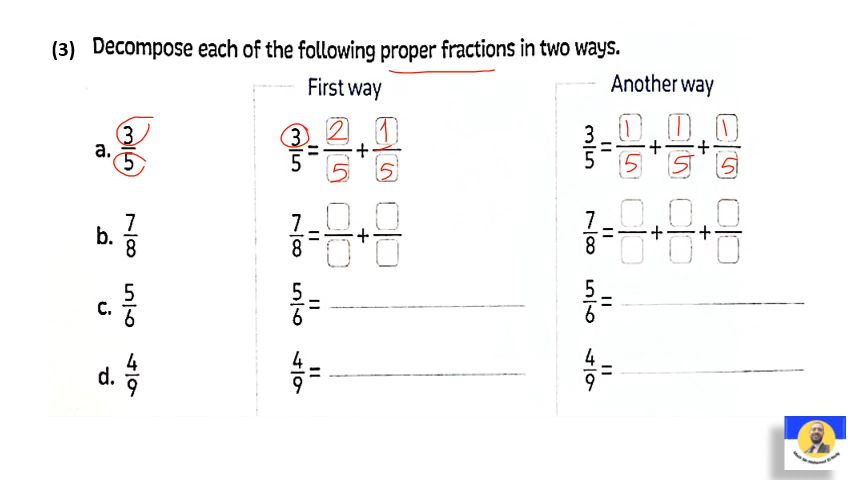 (3) Decompose each of the following proper fractions in two ways.
First way Another way
a. 3/5 3/5 = 2/5 + 1/5 3/5 = 1/5 + 1/5 + 1/5
b. 7/8 7/8 = + 7/8 = + +
c. 5/6 5/6 = 5/6 =
d. 4/9 4/9 = 4/9 =